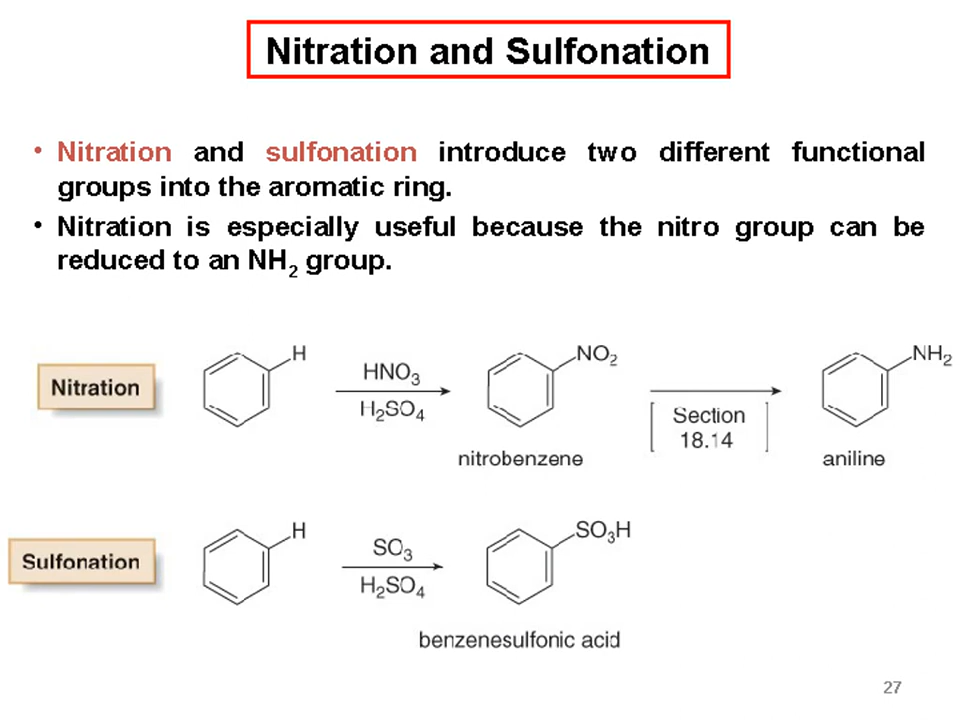 Nitration and Sulfonation
• Nitration and sulfonation introduce two different functional
groups into the aromatic ring.
• Nitration is especially useful because the nitro group can be
reduced to an NH₂ group.
Nitration
H
HNO₃
H₂SO₄
NO₂
nitrobenzene
[Section
18.14]
NH₂
aniline
Sulfonation
H
SO₃
H₂SO₄
SO₃H
benzenesulfonic acid
27